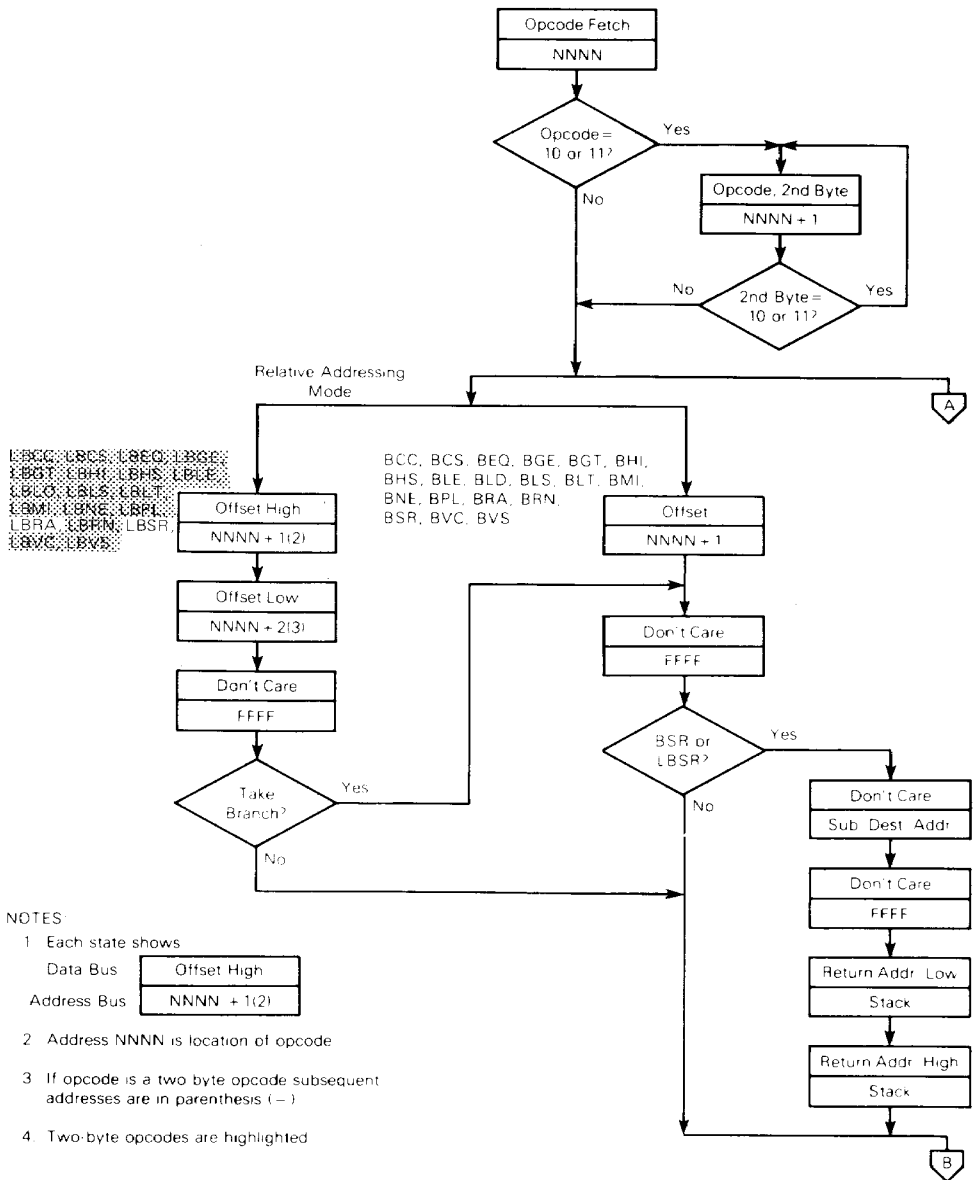 Opcode Fetch
NNNN
Opcode =
10 or 11?
Yes
No
Opcode, 2nd Byte
NNNN + 1
2nd Byte =
10 or 11?
No
Yes
A
Relative Addressing
Mode
LBCC, LBCS, LBEQ, LBGE,
LBGT, LBHI, LBHS, LBLE,
LBLO, LBLS, LBLT,
LBMI, LBNE, LBPL,
LBRA, LBRN, LBSR,
LBVC, LBVS
Offset High
NNNN + 1(2)
Offset Low
NNNN + 2(3)
Don't Care
FFFF
Take
Branch?
Yes
No
BCC, BCS, BEQ, BGE, BGT, BHI,
BHS, BLE, BLD, BLS, BLT, BMI,
BNE, BPL, BRA, BRN,
BSR, BVC, BVS
Offset
NNNN + 1
Don't Care
FFFF
BSR or
LBSR?
Yes
No
Don't Care
Sub Dest Addr
Don't Care
FFFF
Return Addr Low
Stack
Return Addr High
Stack
B
NOTES:
1 Each state shows
Data Bus Offset High
Address Bus NNNN + 1(2)
2 Address NNNN is location of opcode
3 If opcode is a two byte opcode subsequent
addresses are in parenthesis (–)
4. Two-byte opcodes are highlighted